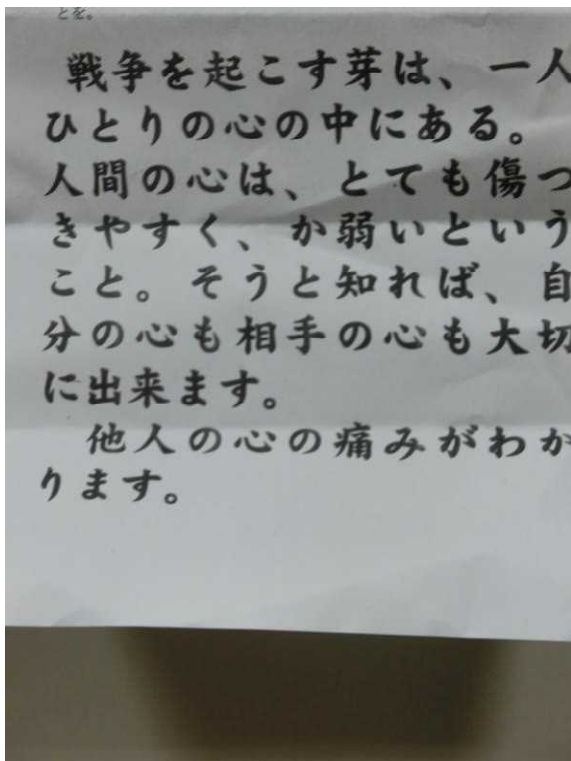 とを。
戦争を起こす芽は、一人
ひとりの心の中にある。
人間の心は、とても傷つ
きやすく、か弱いという
こと。そうと知れば、自
分の心も相手の心も大切
に出来ます。
他人の心の痛みがわか
ります。